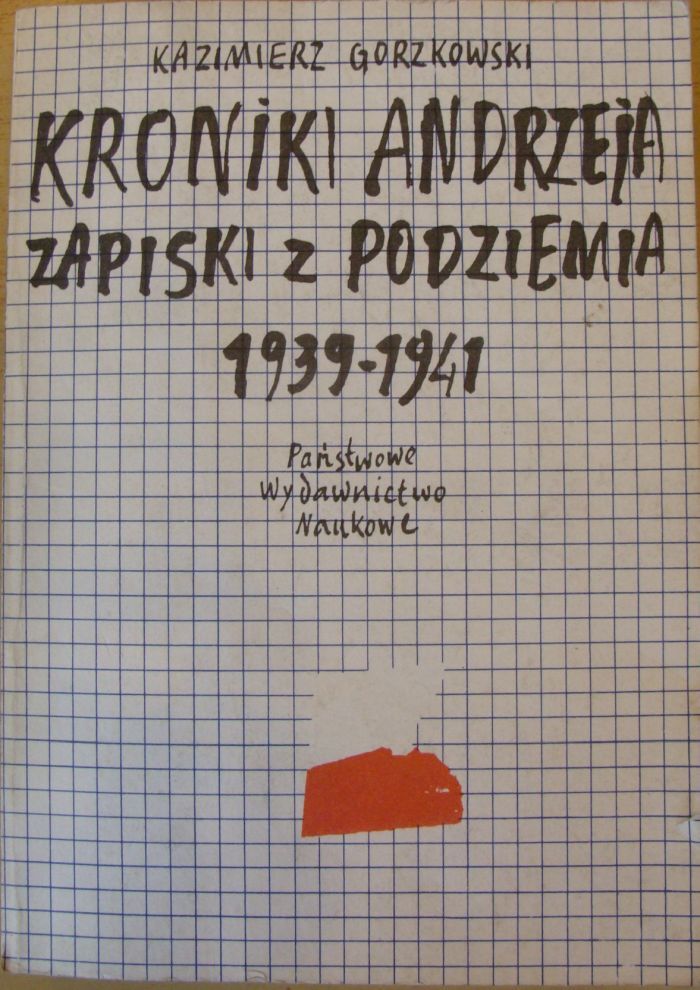 KAZIMIERZ GORZKOWSKI
KRONIKI ANDRZEJA
ZAPISKI z PODZIEMIA
1939-1941
Państwowe
Wydawnictwo
Naukowe